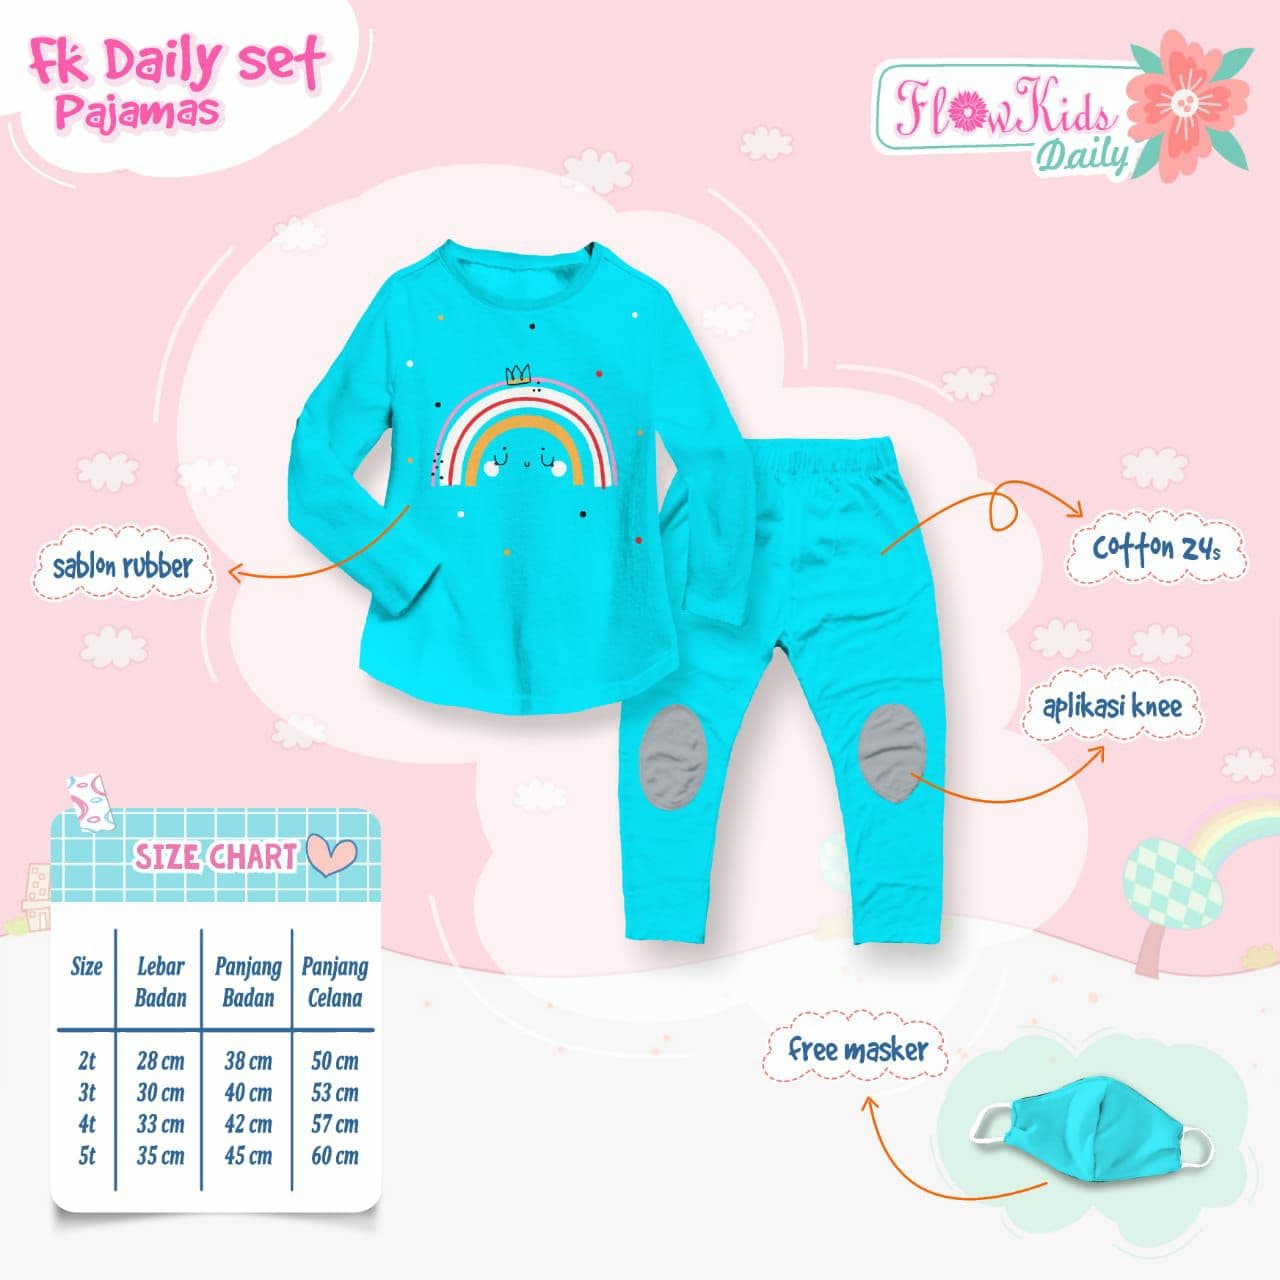 Fk Daily set
Pajamas
FlowKids
Daily
sablon rubber
Cotton 24s
aplikasi knee
SIZE CHART
Size Lebar Badan Panjang Badan Panjang Celana
2t 28 cm 38 cm 50 cm
3t 30 cm 40 cm 53 cm
4t 33 cm 42 cm 57 cm
5t 35 cm 45 cm 60 cm
free masker